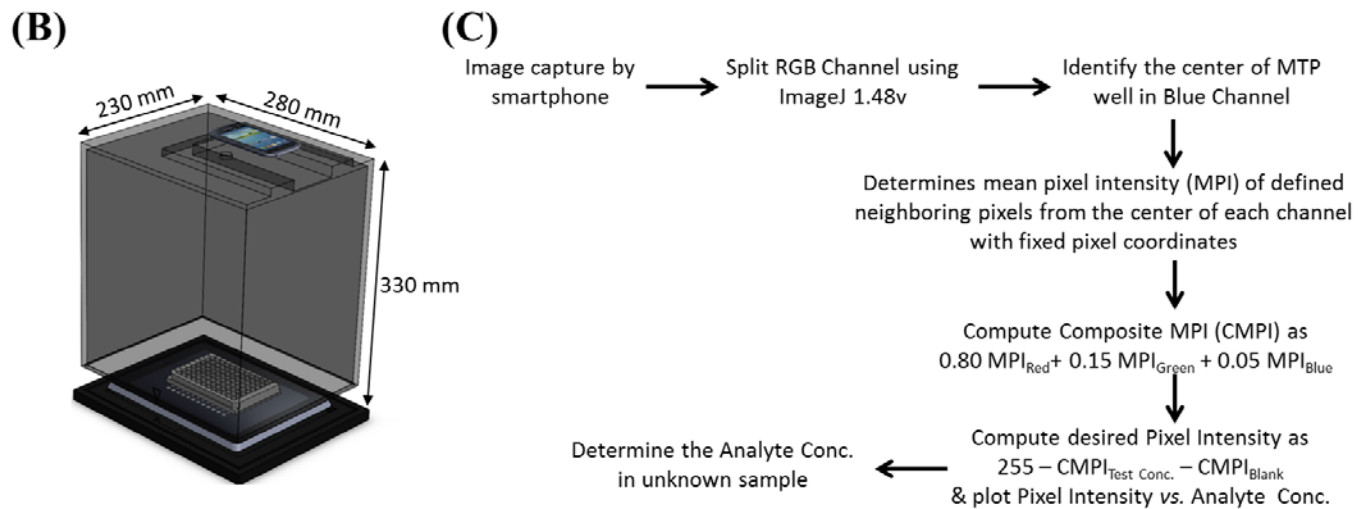 (B)
230 mm
280 mm
330 mm
(C)
Image capture by
smartphone
Split RGB Channel using
ImageJ 1.48v
Identify the center of MTP
well in Blue Channel
Determines mean pixel intensity (MPI) of defined
neighboring pixels from the center of each channel
with fixed pixel coordinates
Compute Composite MPI (CMPI) as
0.80 MPIRed+ 0.15 MPIGreen + 0.05 MPIBlue
Compute desired Pixel Intensity as
255 – CMPITest Conc. – CMPIBlank
& plot Pixel Intensity vs. Analyte Conc.
Determine the Analyte Conc.
in unknown sample